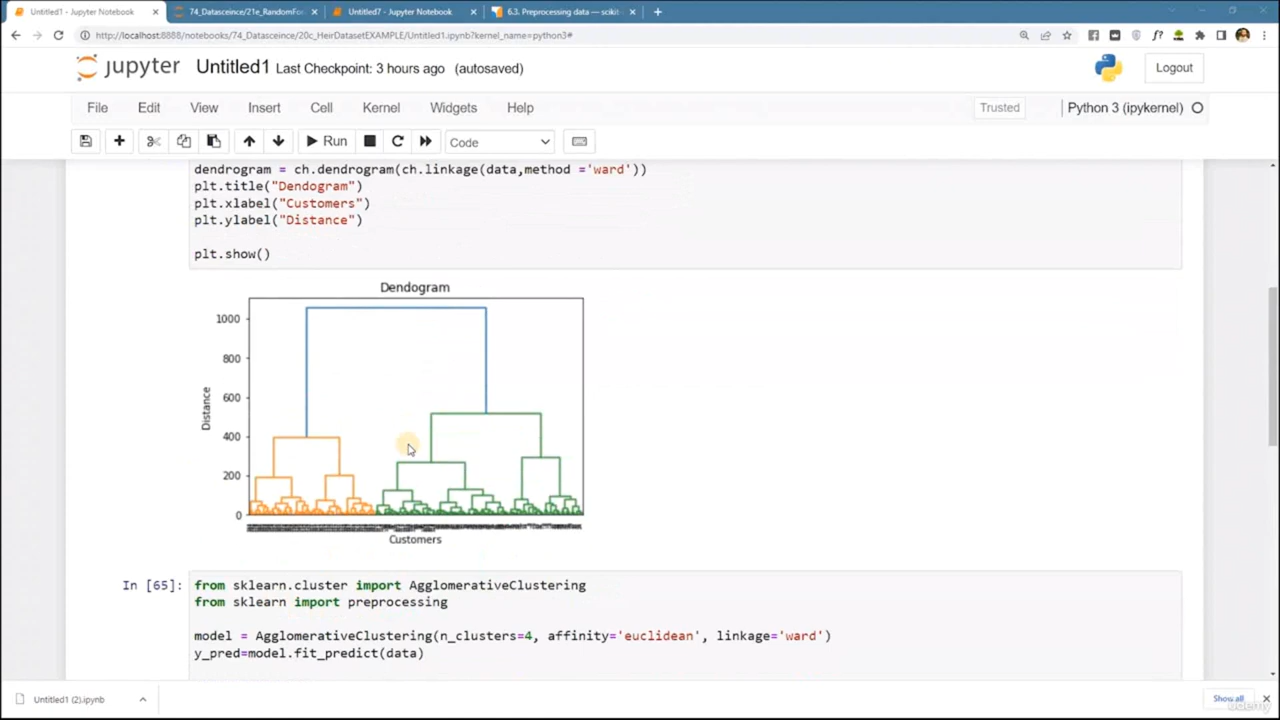 Untitled1 - Jupyter Notebook
74_Datasceince/21e_RandomFor
Untitled7 - Jupyter Notebook
6.3. Preprocessing data — scikit
http://localhost:8888/notebooks/74_Datasceince/20c_HeirDatasetEXAMPLE/Untitled1.ipynb?kernel_name=python3#
jupyter Untitled1 Last Checkpoint: 3 hours ago (autosaved)
Logout
File Edit View Insert Cell Kernel Widgets Help
Trusted
Python 3 (ipykernel)
Run
Code
dendrogram = ch.dendrogram(ch.linkage(data,method ='ward'))
plt.title("Dendogram")
plt.xlabel("Customers")
plt.ylabel("Distance")
plt.show()
Dendogram
1000
800
600
400
200
0
Distance
Customers
In [65]:
from sklearn.cluster import AgglomerativeClustering
from sklearn import preprocessing
model = AgglomerativeClustering(n_clusters=4, affinity='euclidean', linkage='ward')
y_pred=model.fit_predict(data)
Untitled1 (2).ipynb
Show all
udemy